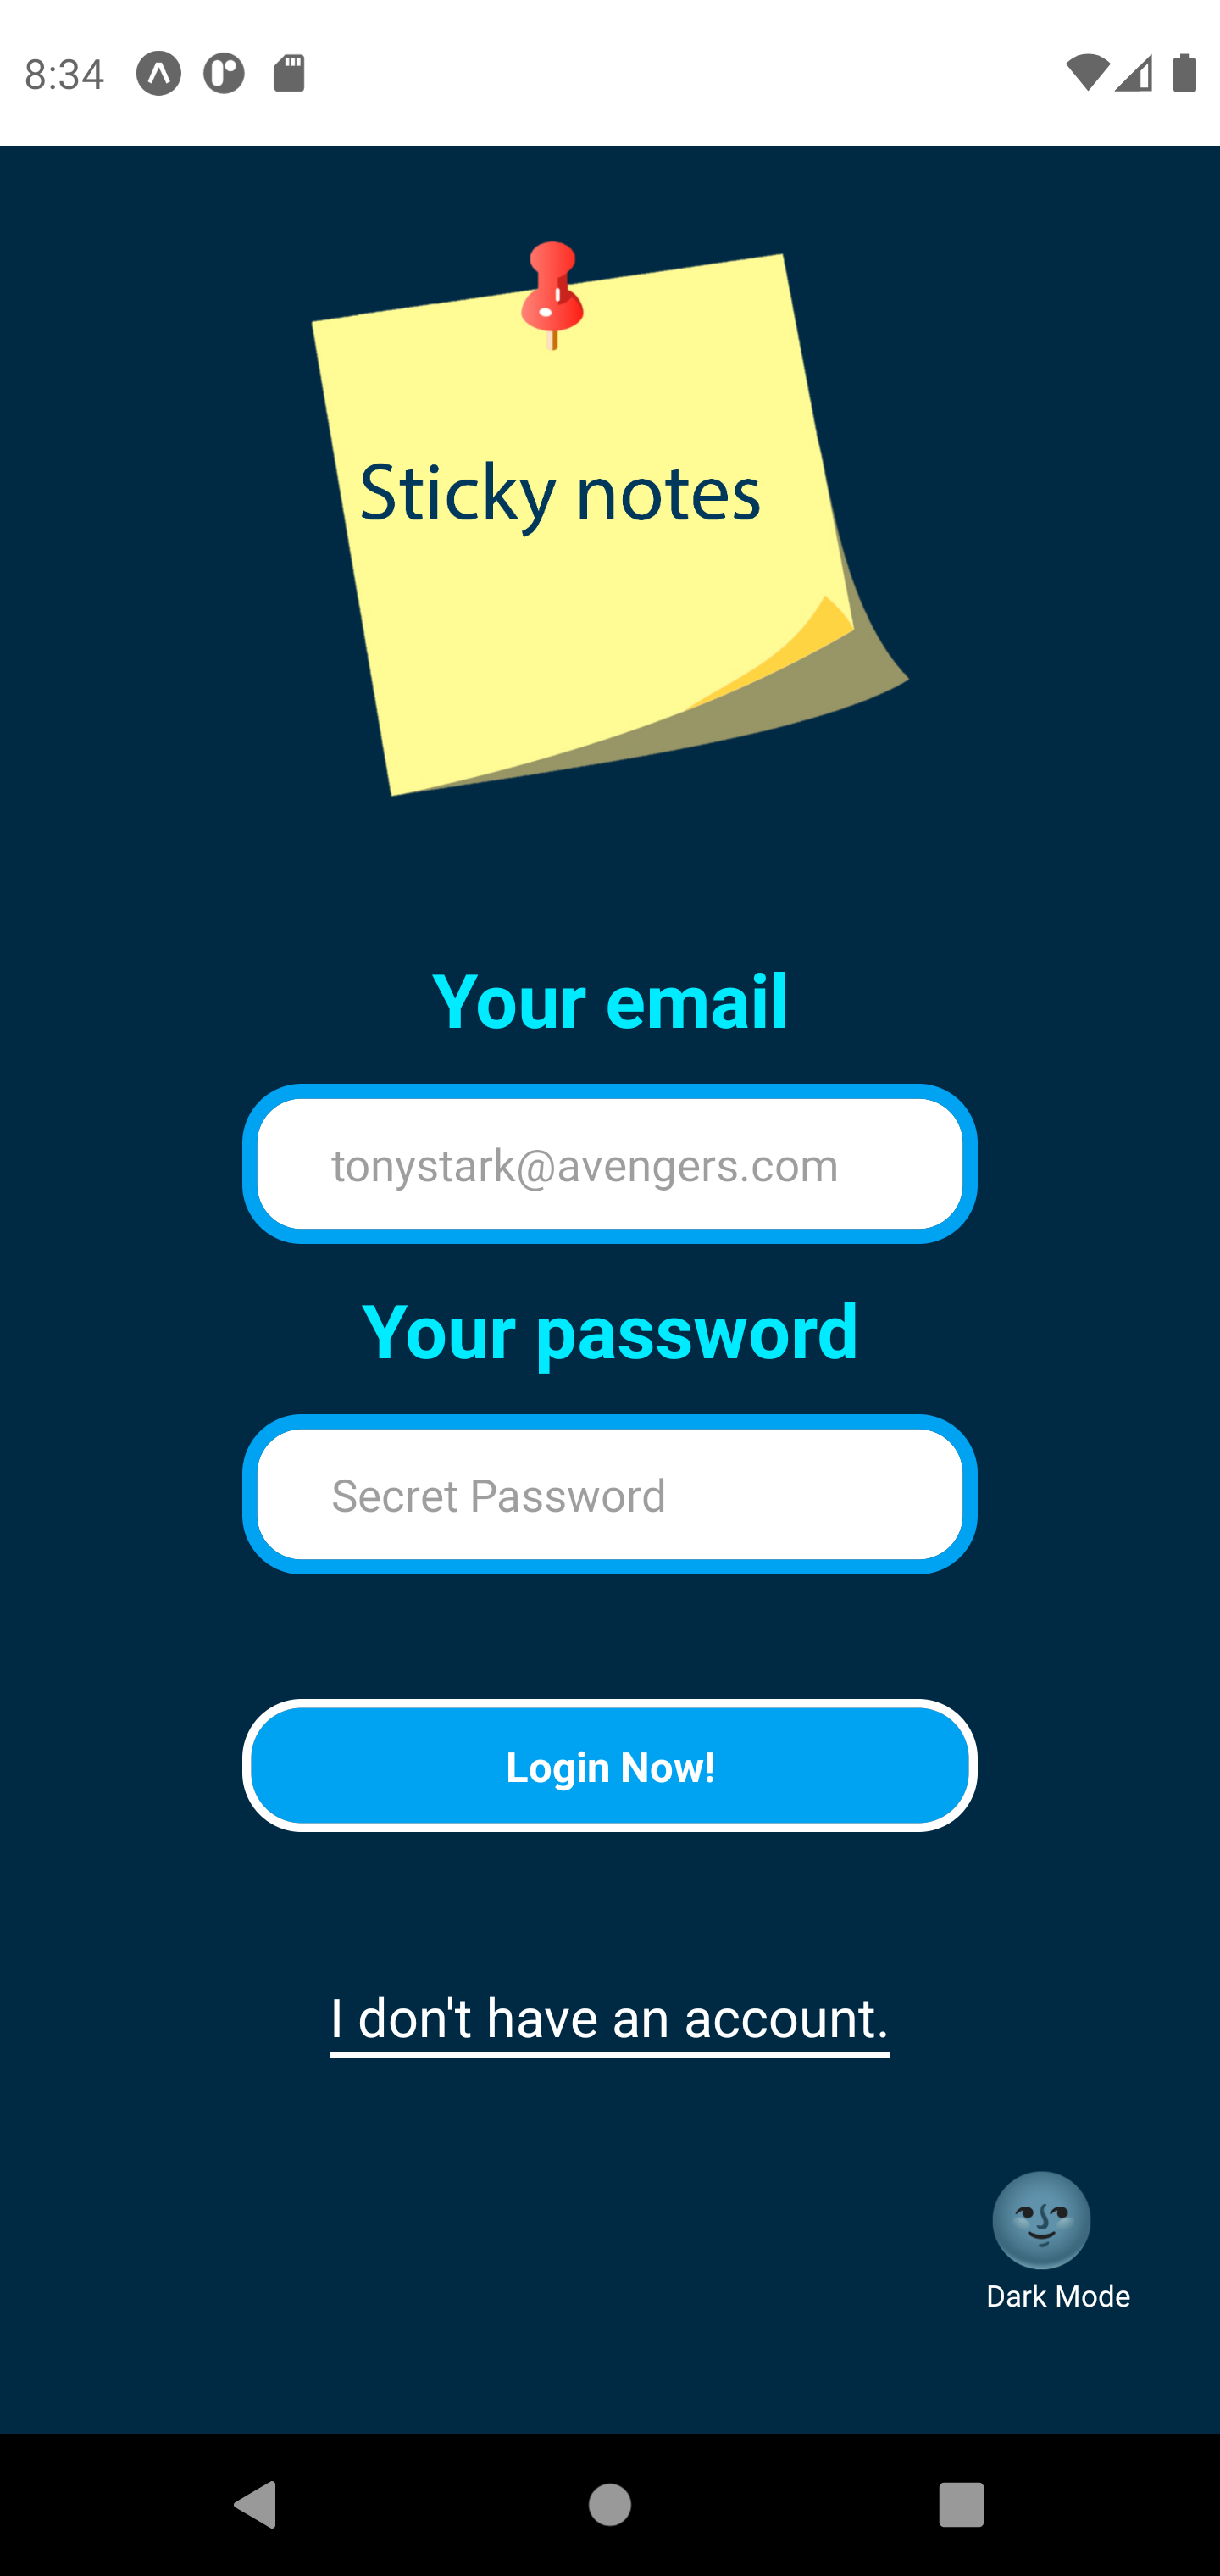 8:34
Sticky notes
Your email
tonystark@avengers.com
Your password
Secret Password
Login Now!
I don't have an account.
Dark Mode